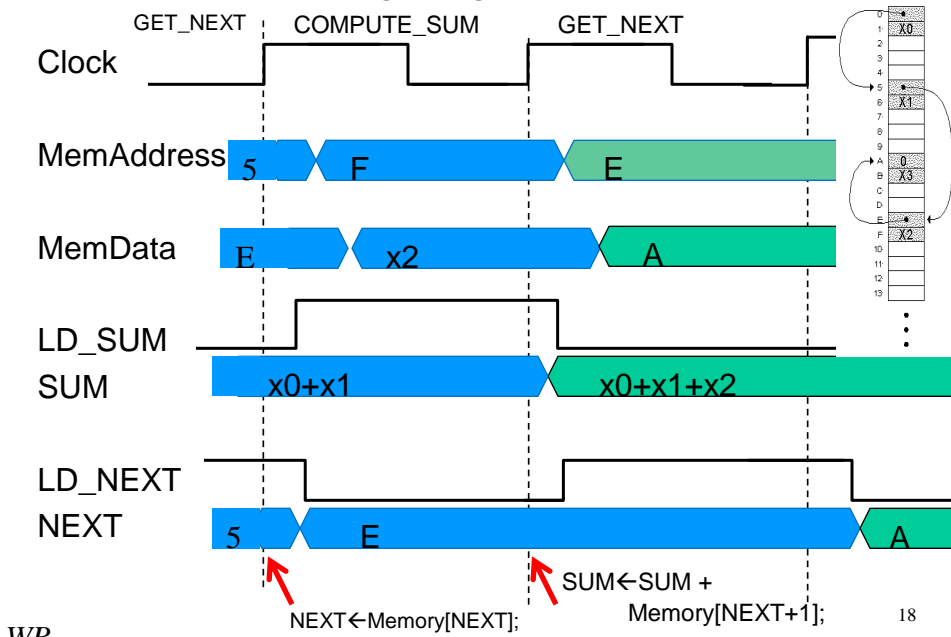 GET_NEXT COMPUTE_SUM GET_NEXT
Clock
MemAddress 5 F E
MemData E x2 A
LD_SUM
SUM x0+x1 x0+x1+x2
LD_NEXT
NEXT 5 E A
NEXT←Memory[NEXT];
SUM←SUM +
Memory[NEXT+1];
18
0
1 X0
2
3
4
5
6 X1
7
8
9
A 0
B X3
C
D
E
F X2
10
11
12
13